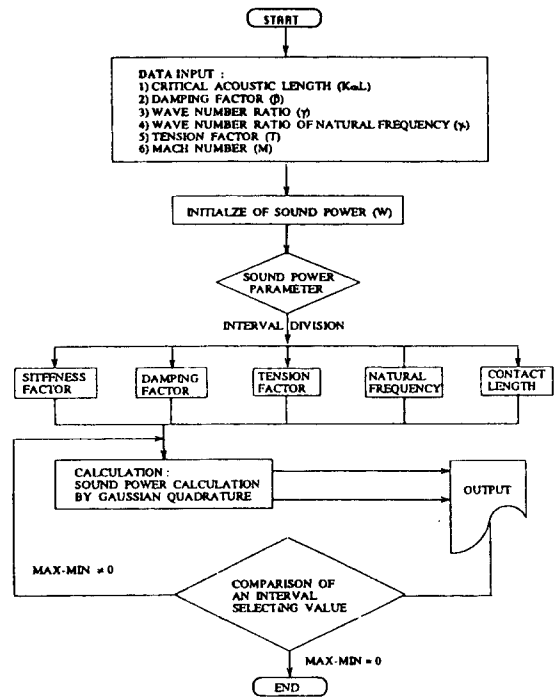 START
DATA INPUT :
1) CRITICAL ACOUSTIC LENGTH (KωL)
2) DAMPING FACTOR (β)
3) WAVE NUMBER RATIO (γ)
4) WAVE NUMBER RATIO OF NATURAL FREQUENCY (γ.)
5) TENSION FACTOR (T)
6) MACH NUMBER (M)
INITIALZE OF SOUND POWER (W)
SOUND POWER
PARAMETER
INTERVAL DIVISION
STIFFNESS
FACTOR
DAMPING
FACTOR
TENSION
FACTOR
NATURAL
FREQUENCY
CONTACT
LENGTH
CALCULATION :
SOUND POWER CALCULATION
BY GAUSSIAN QUADRATURE
OUTPUT
MAX-MIN ≠ 0
COMPARISON OF
AN INTERVAL
SELECTING VALUE
MAX-MIN = 0
END